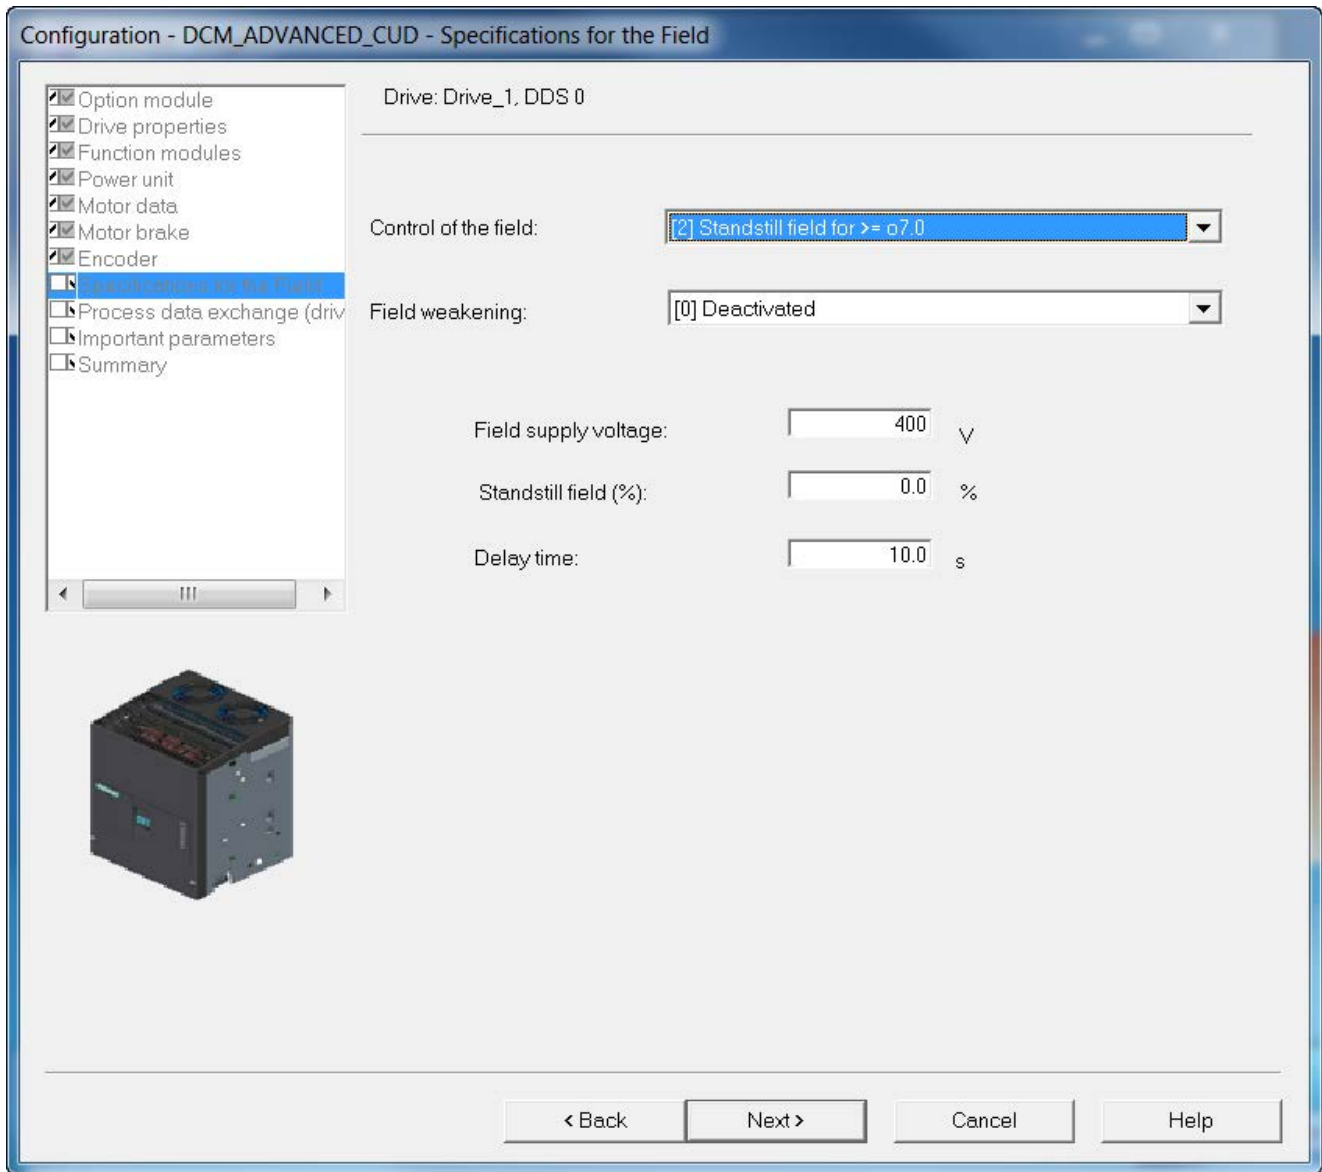 Configuration - DCM_ADVANCED_CUD - Specifications for the Field
Option module
Drive properties
Function modules
Power unit
Motor data
Motor brake
Encoder
Specifications for the Field
Process data exchange (driv
Important parameters
Summary
Drive: Drive_1, DDS 0
Control of the field:
[2] Standstill field for >= o7.0
Field weakening:
[0] Deactivated
Field supply voltage:
400
V
Standstill field (%):
0.0
%
Delay time:
10.0
s
< Back
Next >
Cancel
Help